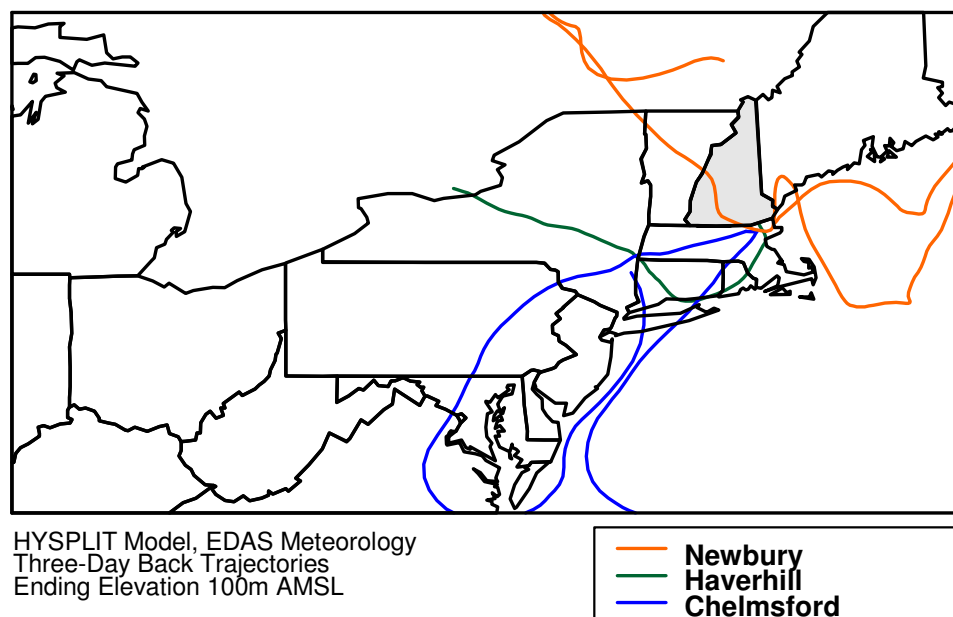 HYSPLIT Model, EDAS Meteorology
Three-Day Back Trajectories
Ending Elevation 100m AMSL
Newbury
Haverhill
Chelmsford